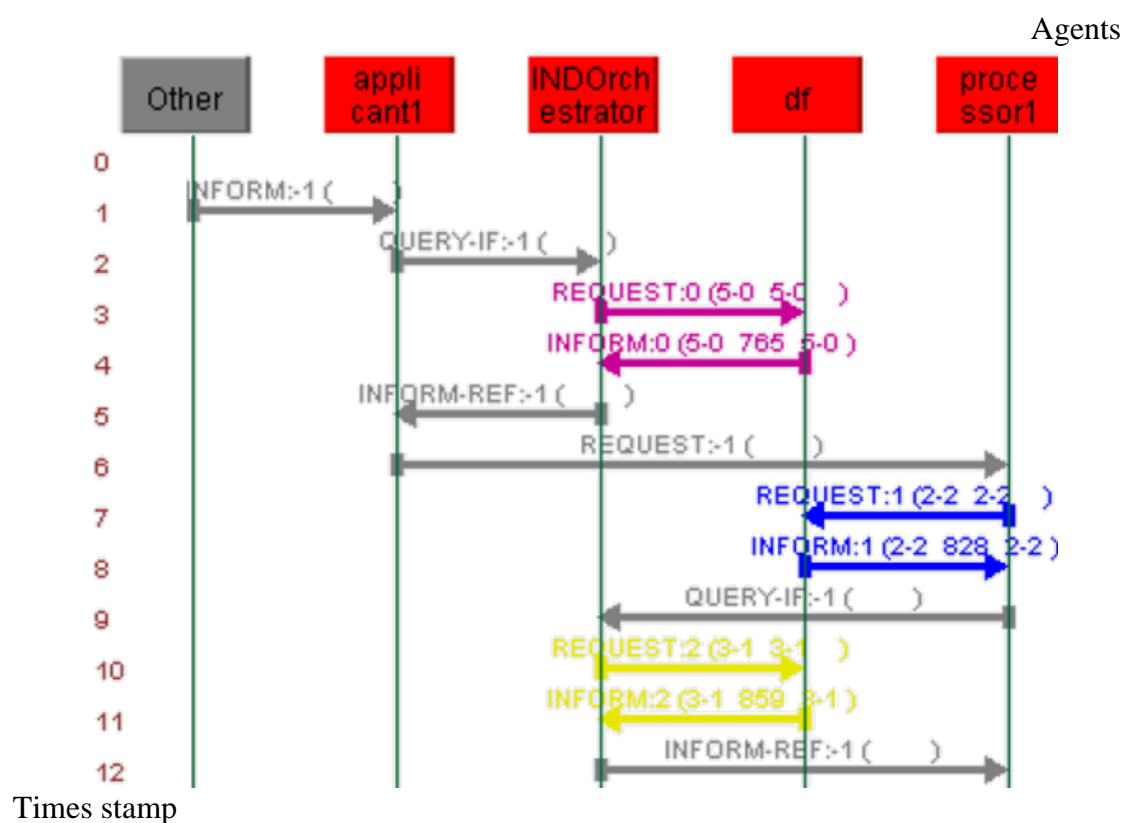 Agents
Other
appli
cant1
INDOrch
estrator
df
proce
ssor1
0
INFORM:-1 ( )
1
QUERY-IF:-1 ( )
2
REQUEST:0 (5-0 5-0 )
3
INFORM:0 (5-0 765 5-0 )
4
INFORM-REF:-1 ( )
5
REQUEST:-1 ( )
6
REQUEST:1 (2-2 2-2 )
7
INFORM:1 (2-2 828 2-2 )
8
QUERY-IF:-1 ( )
9
REQUEST:2 (3-1 3-1 )
10
INFORM:2 (3-1 859 3-1 )
11
INFORM-REF:-1 ( )
12
Times stamp